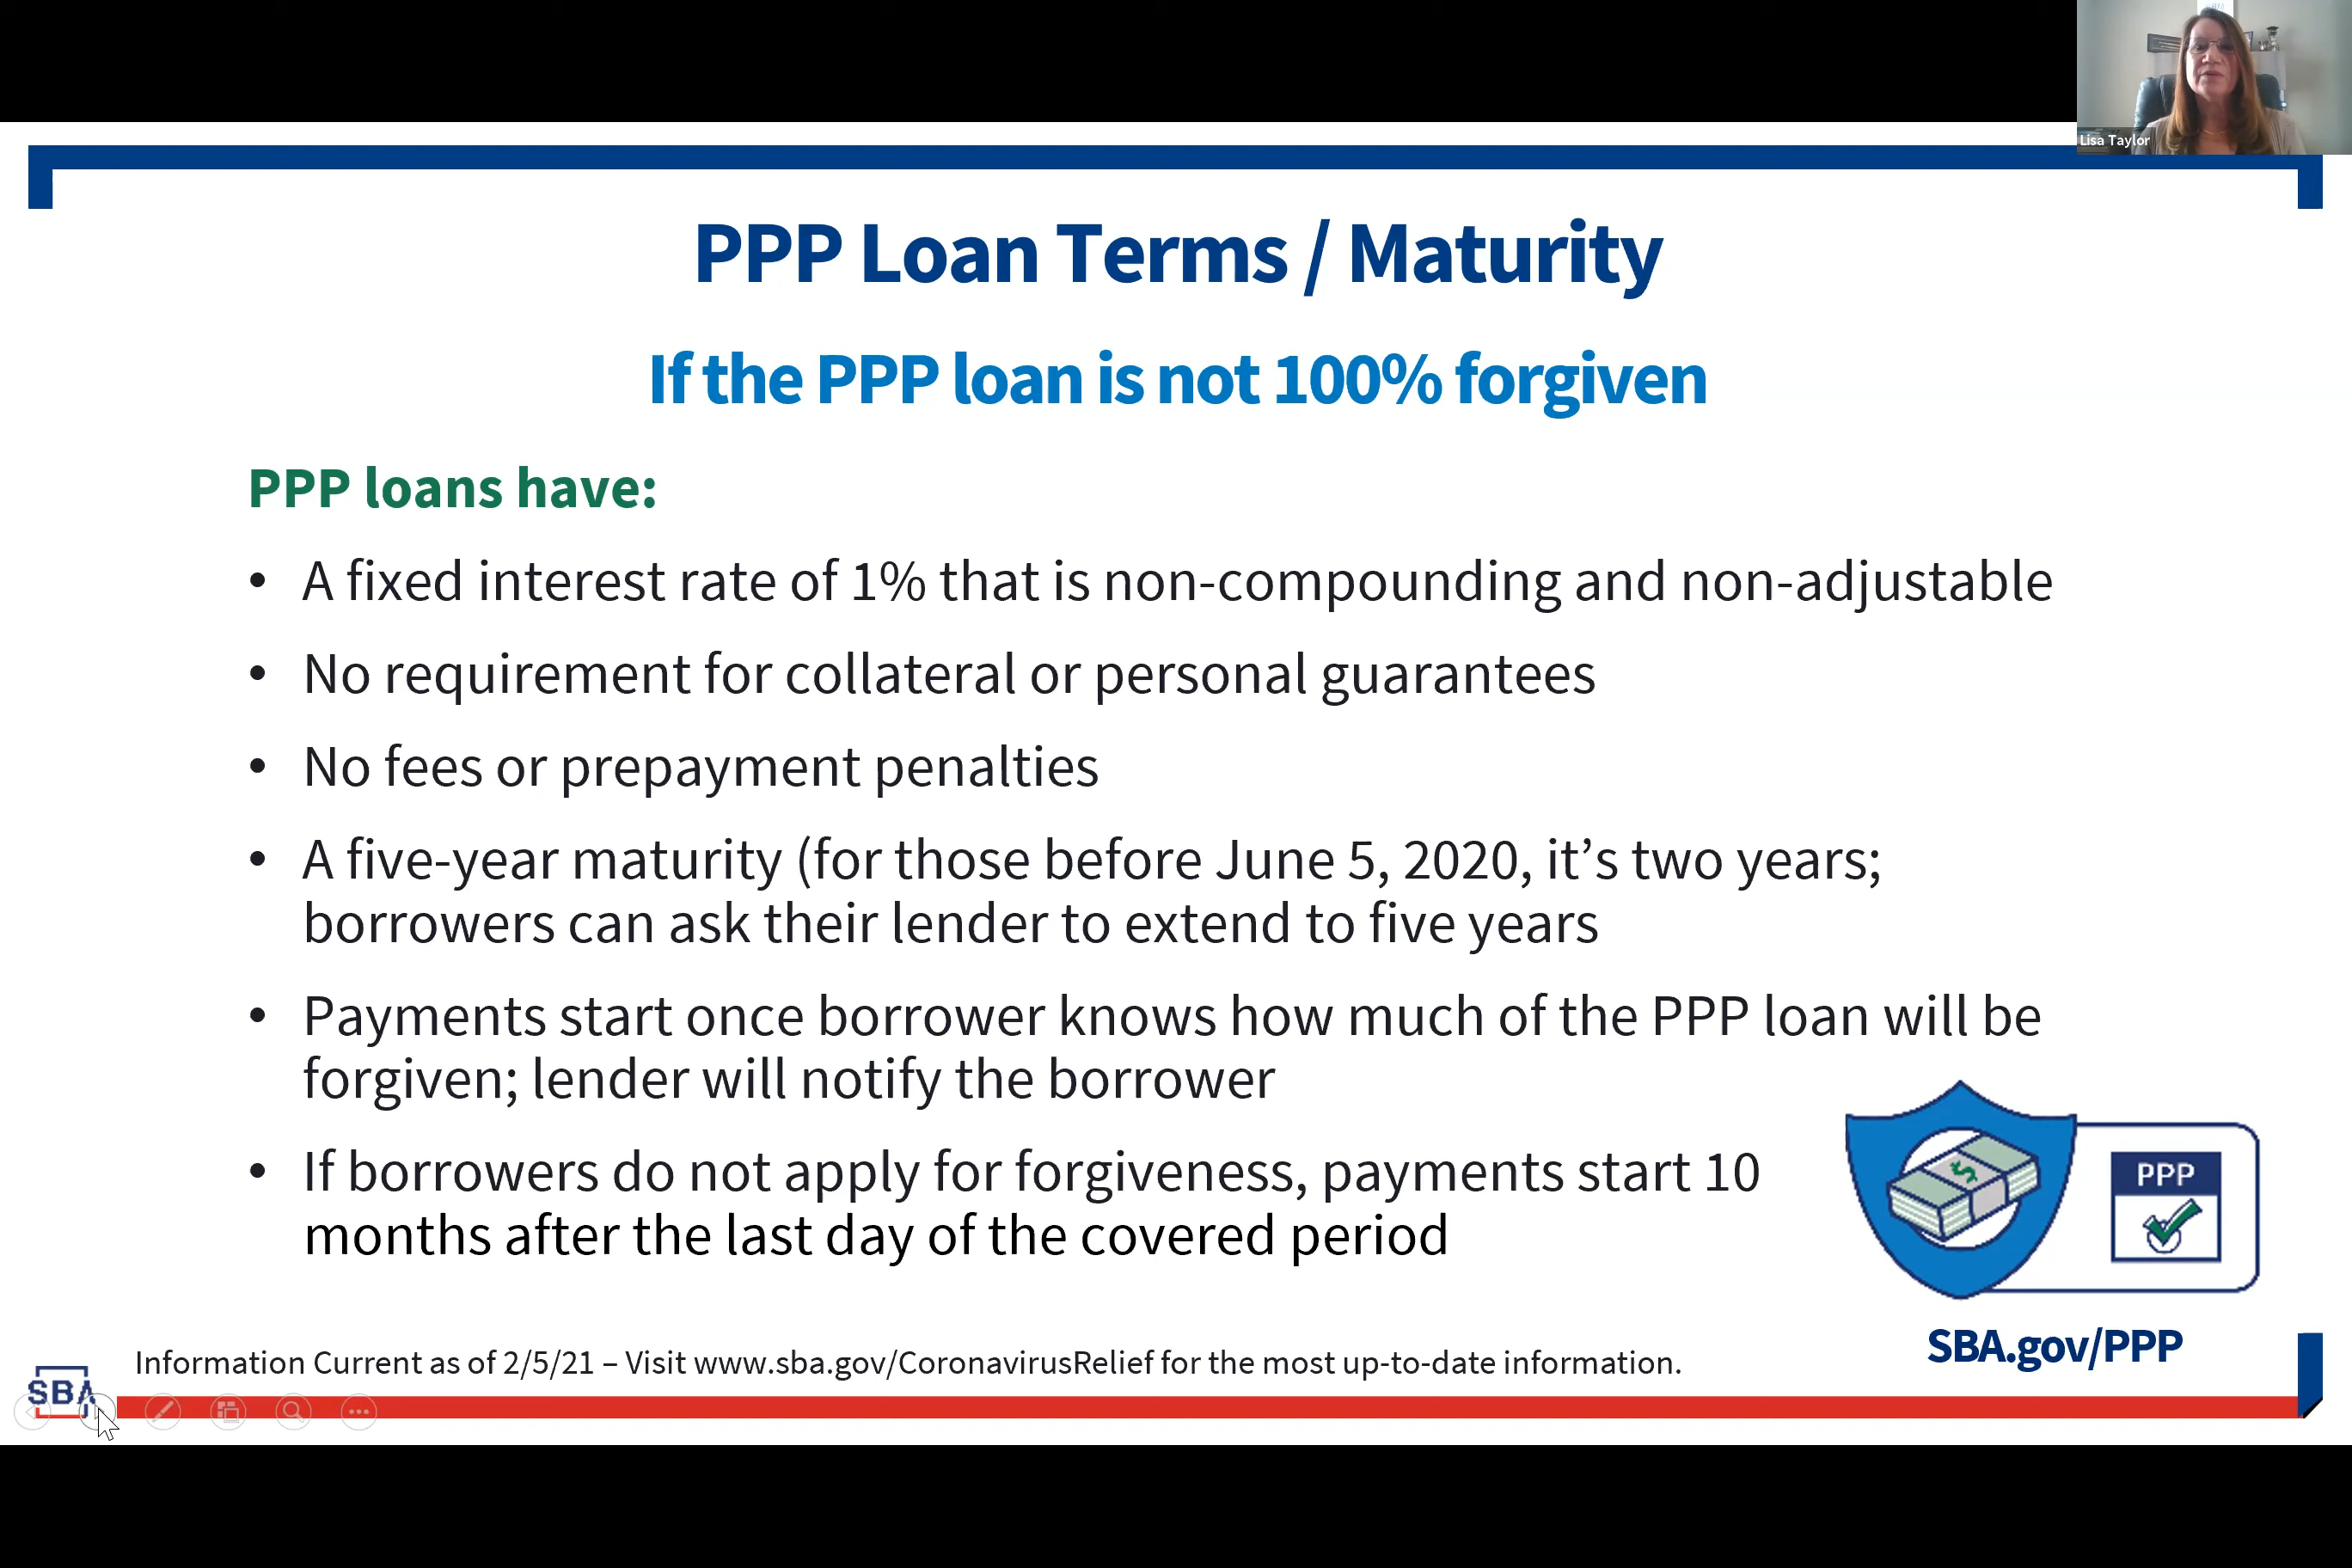 Lisa Taylor
PPP Loan Terms / Maturity
If the PPP loan is not 100% forgiven
PPP loans have:
• A fixed interest rate of 1% that is non-compounding and non-adjustable
• No requirement for collateral or personal guarantees
• No fees or prepayment penalties
• A five-year maturity (for those before June 5, 2020, it’s two years;
borrowers can ask their lender to extend to five years
• Payments start once borrower knows how much of the PPP loan will be
forgiven; lender will notify the borrower
• If borrowers do not apply for forgiveness, payments start 10
months after the last day of the covered period
$
PPP
SBA.gov/PPP
Information Current as of 2/5/21 – Visit www.sba.gov/CoronavirusRelief for the most up-to-date information.
SBA